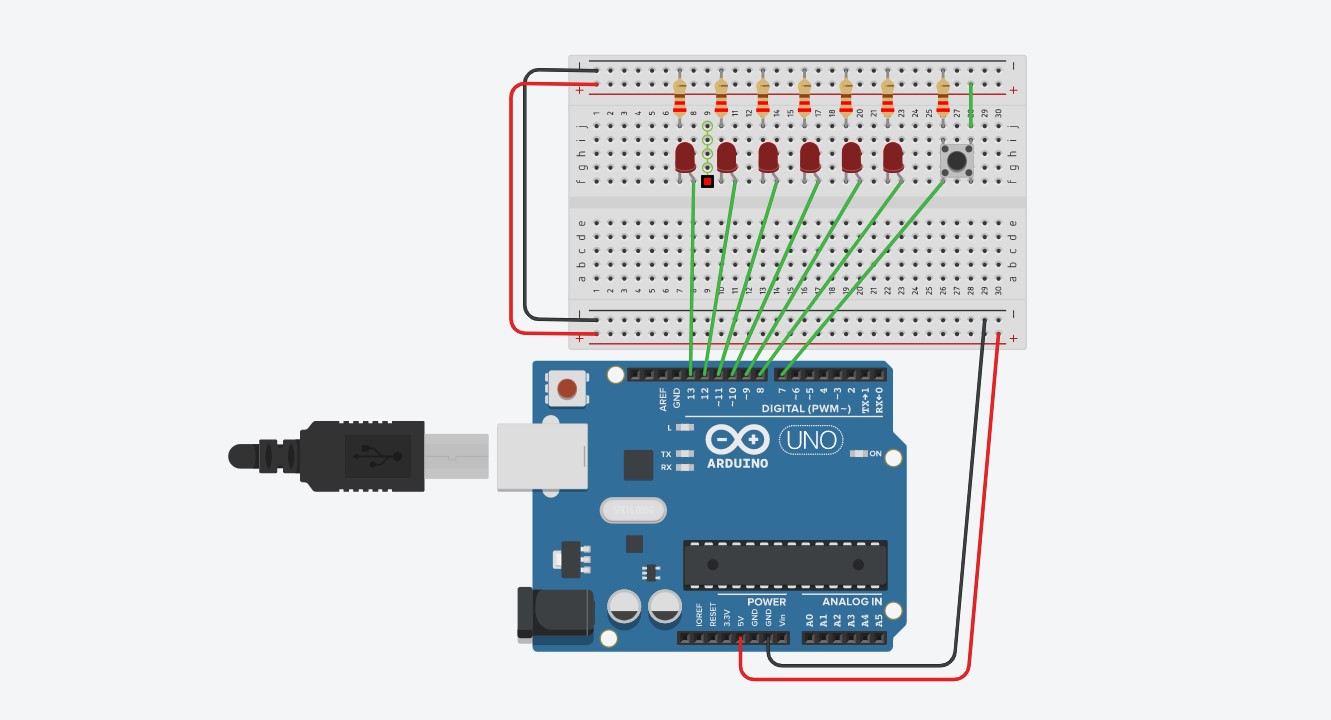 − −
+ +
1 2 3 4 5 6 7 8 9 10 11 12 13 14 15 16 17 18 19 20 21 22 23 24 25 26 27 28 29 30
j j
i i
h h
g g
f f
e e
d d
c c
b b
a a
1 2 3 4 5 6 7 8 9 10 11 12 13 14 15 16 17 18 19 20 21 22 23 24 25 26 27 28 29 30
− −
+ +
AREF GND 13 12 ~11 ~10 ~9 8 7 ~6 ~5 4 ~3 2 TX→1 RX←0
DIGITAL (PWM~)
L
TX
RX
UNO
ARDUINO
ON
POWER ANALOG IN
IOREF RESET 3.3V 5V GND GND Vin A0 A1 A2 A3 A4 A5